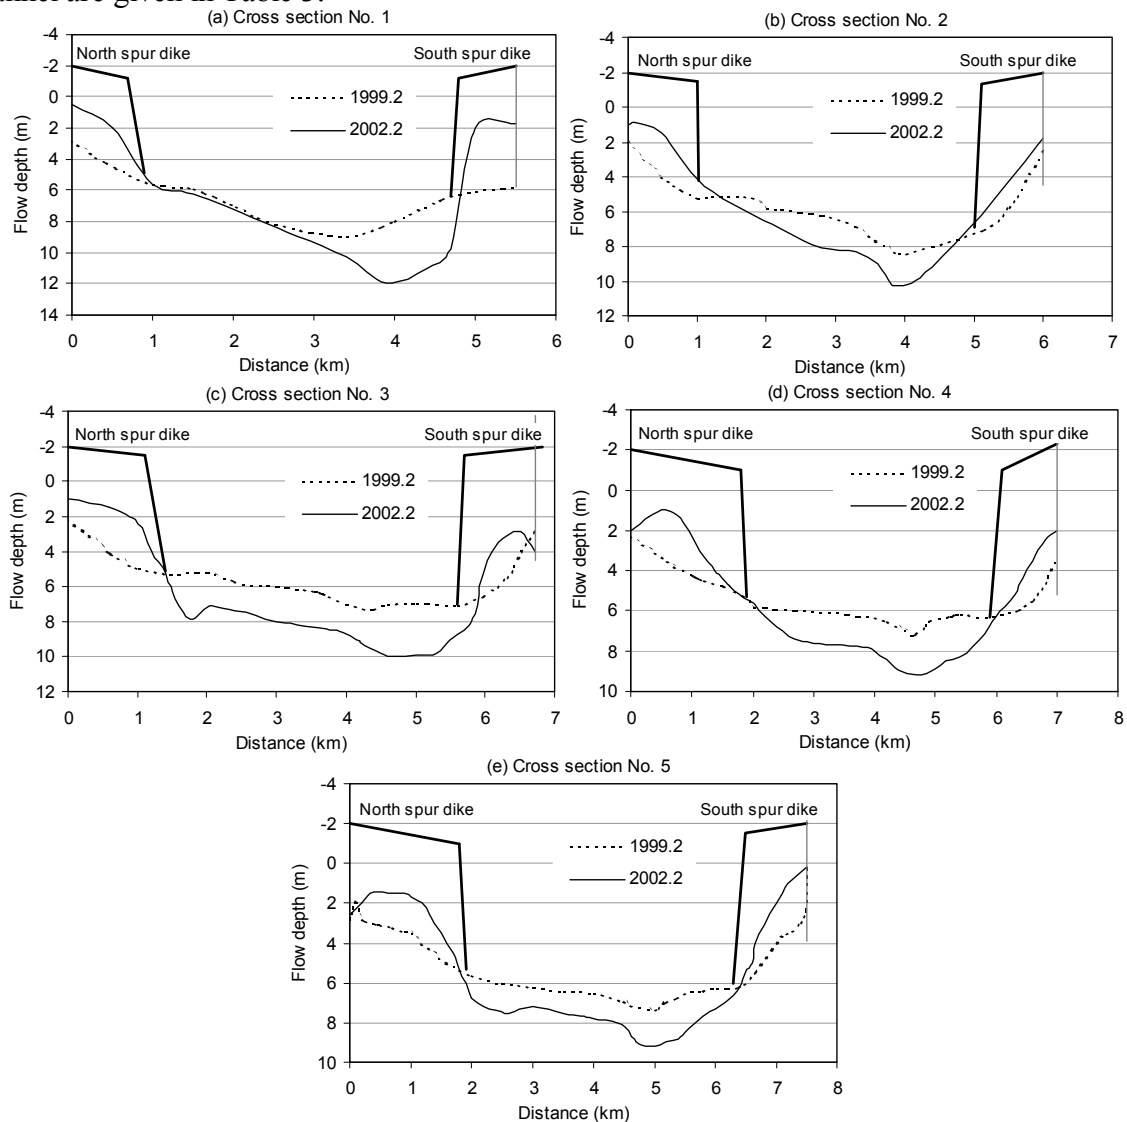 are given in Table
(a) Cross section No. 1
-4
-2
0
2
4
6
8
10
12
14
Flow depth (m)
North spur dike
South spur dike
1999.2
2002.2
0 1 2 3 4 5 6
Distance (km)
(b) Cross section No. 2
-4
-2
0
2
4
6
8
10
12
Flow depth (m)
North spur dike
South spur dike
1999.2
2002.2
0 1 2 3 4 5 6 7
Distance (km)
(c) Cross section No. 3
-4
-2
0
2
4
6
8
10
12
Flow depth (m)
North spur dike
South spur dike
1999.2
2002.2
0 1 2 3 4 5 6 7
Distance (km)
(d) Cross section No. 4
-4
-2
0
2
4
6
8
10
Flow depth (m)
North spur dike
South spur dike
1999.2
2002.2
0 1 2 3 4 5 6 7 8
Distance (km)
(e) Cross section No. 5
-4
-2
0
2
4
6
8
10
Flow depth (m)
North spur dike
South spur dike
1999.2
2002.2
0 1 2 3 4 5 6 7 8
Distance (km)